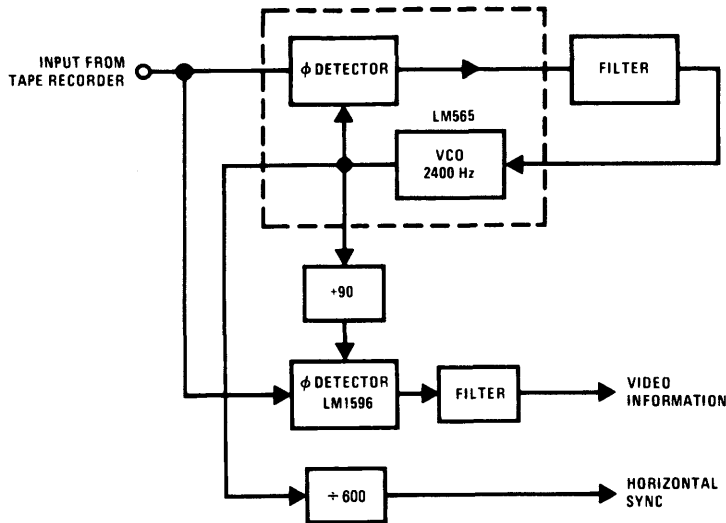 INPUT FROM
TAPE RECORDER
ϕ DETECTOR
FILTER
LM565
VCO
2400 Hz
+90
ϕ DETECTOR
LM1596
FILTER
VIDEO
INFORMATION
÷600
HORIZONTAL
SYNC